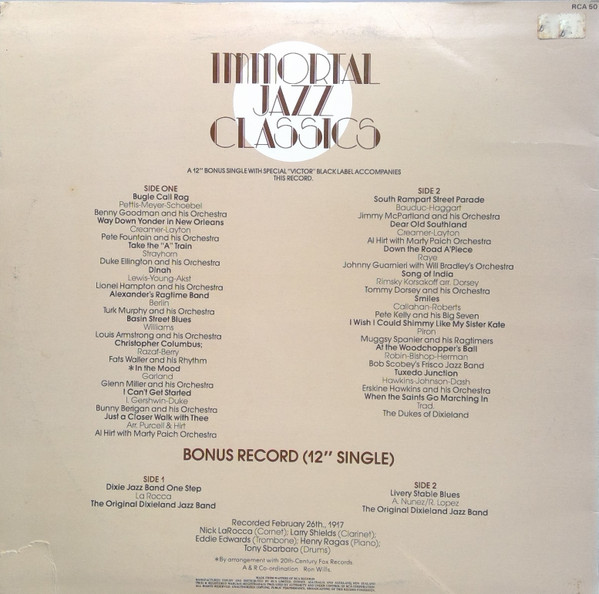 RCA 50
IMMORTAL
JAZZ
CLASSICS
A 12" BONUS SINGLE WITH SPECIAL "VICTOR" BLACK LABEL ACCOMPANIES
THIS RECORD.
SIDE ONE
Bugle Call Rag
Pettis-Meyer-Schoebel
Benny Goodman and his Orchestra
Way Down Yonder in New Orleans
Creamer-Layton
Pete Fountain and his Orchestra
Take the "A" Train
Strayhorn
Duke Ellington and his Orchestra
Dinah
Lewis-Young-Akst
Lionel Hampton and his Orchestra
Alexander's Ragtime Band
Berlin
Turk Murphy and his Orchestra
Basin Street Blues
Williams
Louis Armstrong and his Orchestra
Christopher Columbus;
Razaf-Berry
Fats Waller and his Rhythm
*In the Mood
Garland
Glenn Miller and his Orchestra
I Can't Get Started
I. Gershwin-Duke
Bunny Berigan and his Orchestra
Just a Closer Walk with Thee
Arr. Purcell & Hirt
Al Hirt with Marty Paich Orchestra
SIDE 2
South Rampart Street Parade
Bauduc-Haggart
Jimmy McPartland and his Orchestra
Dear Old Southland
Creamer-Layton
Al Hirt with Marty Paich Orchestra
Down the Road A'Piece
Raye
Johnny Guarnieri with Will Bradley's Orchestra
Song of India
Rimsky Korsakoff arr. Dorsey
Tommy Dorsey and his Orchestra
Smiles
Callahan-Roberts
Pete Kelly and his Big Seven
I Wish I Could Shimmy Like My Sister Kate
Piron
Muggsy Spanier and his Ragtimers
At the Woodchopper's Ball
Robin-Bishop-Herman
Bob Scobey's Frisco Jazz Band
Tuxedo Junction
Hawkins-Johnson-Dash
Erskine Hawkins and his Orchestra
When the Saints Go Marching In
Trad.
The Dukes of Dixieland
BONUS RECORD (12" SINGLE)
SIDE 1
Dixie Jazz Band One Step
La Rocca
The Original Dixieland Jazz Band
SIDE 2
Livery Stable Blues
A. Nunez/R. Lopez
The Original Dixieland Jazz Band
Recorded February 26th., 1917
Nick LaRocca (Cornet); Larry Shields (Clarinet);
Eddie Edwards (Trombone); Henry Ragas (Piano);
Tony Sbarbaro (Drums)
*By arrangement with 20th-Century Fox Records
A & R Co-ordination Ron Wills.